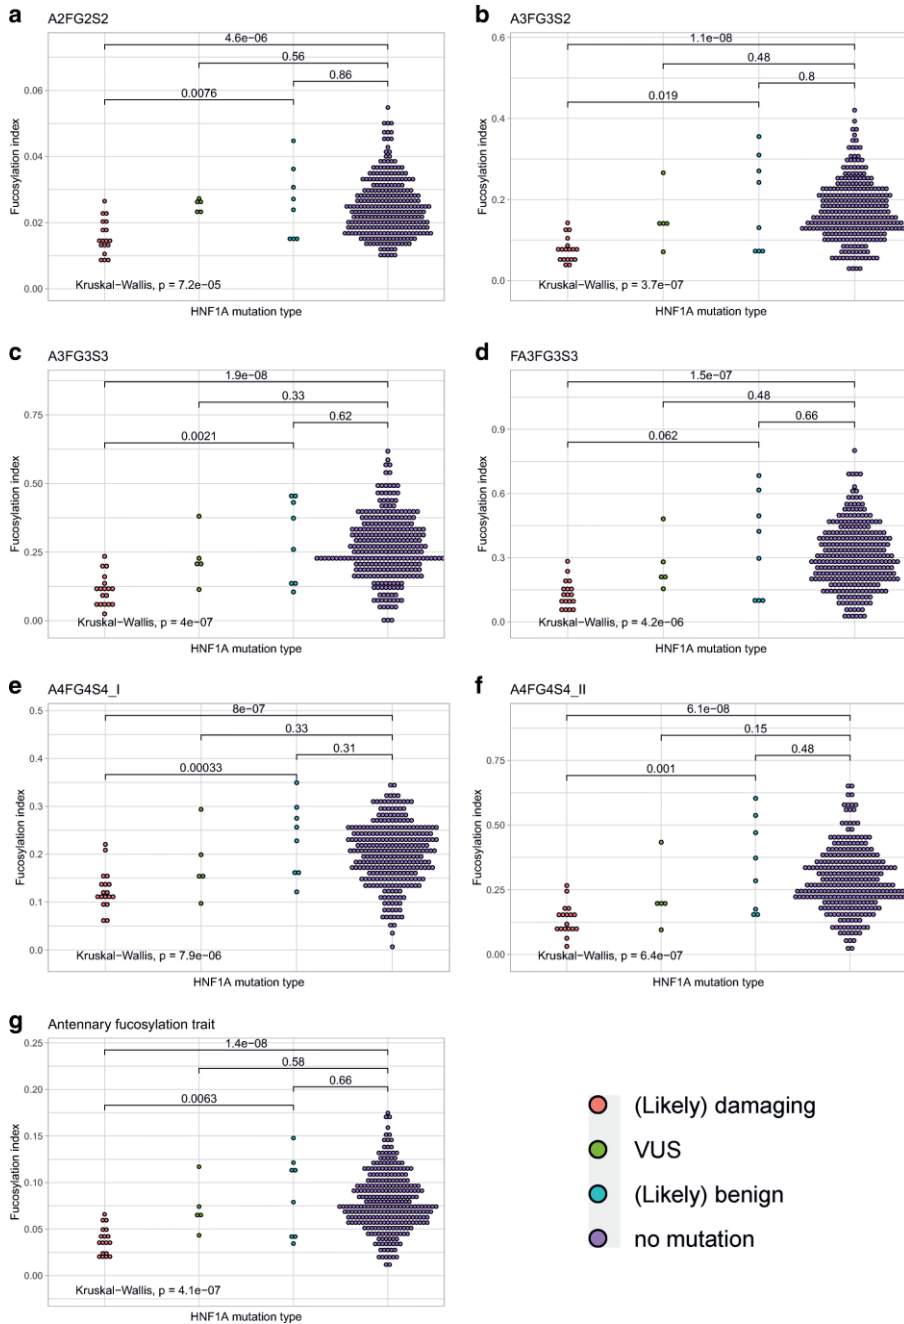 a A2FG2S2
4.6e−06
0.56
0.86
0.0076
0.06
0.04
0.02
0.00
Fucosylation index
Kruskal−Wallis, p = 7.2e−05
HNF1A mutation type
b A3FG3S2
1.1e−08
0.48
0.8
0.019
0.6
0.4
0.2
0.0
Fucosylation index
Kruskal−Wallis, p = 3.7e−07
HNF1A mutation type
c A3FG3S3
1.9e−08
0.33
0.62
0.0021
0.75
0.50
0.25
0.00
Fucosylation index
Kruskal−Wallis, p = 4e−07
HNF1A mutation type
d FA3FG3S3
1.5e−07
0.48
0.66
0.062
0.9
0.6
0.3
0.0
Fucosylation index
Kruskal−Wallis, p = 4.2e−06
HNF1A mutation type
e A4FG4S4_I
8e−07
0.33
0.31
0.00033
0.5
0.4
0.3
0.2
0.1
0.0
Fucosylation index
Kruskal−Wallis, p = 7.9e−06
HNF1A mutation type
f A4FG4S4_II
6.1e−08
0.15
0.48
0.001
0.75
0.50
0.25
0.00
Fucosylation index
Kruskal−Wallis, p = 6.4e−07
HNF1A mutation type
g Antennary fucosylation trait
1.4e−08
0.58
0.66
0.0063
0.25
0.20
0.15
0.10
0.05
0.00
Fucosylation index
Kruskal−Wallis, p = 4.1e−07
HNF1A mutation type
(Likely) damaging
VUS
(Likely) benign
no mutation